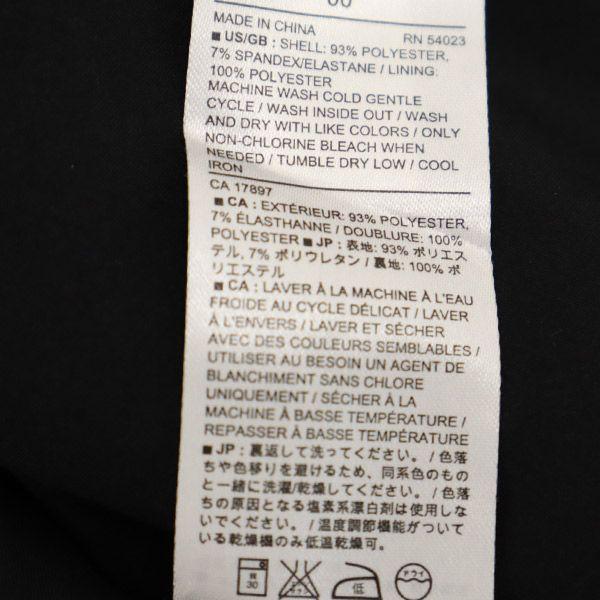 00
MADE IN CHINA RN 54023
■ US/GB : SHELL: 93% POLYESTER,
7% SPANDEX/ELASTANE / LINING:
100% POLYESTER
MACHINE WASH COLD GENTLE
CYCLE / WASH INSIDE OUT / WASH
AND DRY WITH LIKE COLORS / ONLY
NON-CHLORINE BLEACH WHEN
NEEDED / TUMBLE DRY LOW / COOL
IRON
CA 17897
■ CA : EXTÉRIEUR: 93% POLYESTER,
7% ÉLASTHANNE / DOUBLURE: 100%
POLYESTER ■ JP : 表地: 93% ポリエス
テル, 7% ポリウレタン / 裏地: 100% ポ
リエステル
■ CA : LAVER À LA MACHINE À L'EAU
FROIDE AU CYCLE DÉLICAT / LAVER
À L'ENVERS / LAVER ET SÉCHER
AVEC DES COULEURS SEMBLABLES /
UTILISER AU BESOIN UN AGENT DE
BLANCHIMENT SANS CHLORE
UNIQUEMENT / SÉCHER À LA
MACHINE À BASSE TEMPÉRATURE /
REPASSER À BASSE TEMPÉRATURE
■ JP : 裏返して洗ってください。 / 色落
ちや色移りを避けるため、同系色のもの
と一緒に洗濯/乾燥してください。 / 色落
ちの原因となる塩素系漂白剤は使用しな
いでください。 / 温度調節機能がついて
いる乾燥機のみ低温乾燥可。
30 低 ドライ